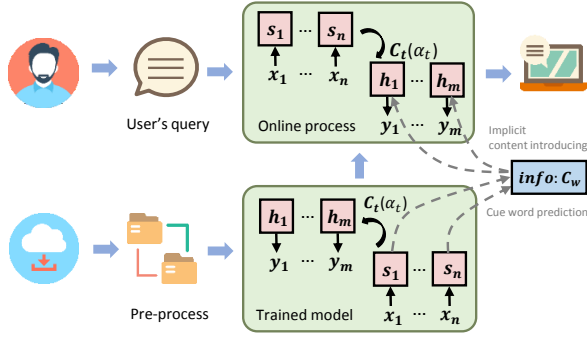 s₁ ... sₙ
Cₜ(αₜ)
x₁ ... xₙ
h₁ ... hₘ
User's query
Online process
y₁ ... yₘ
Implicit
content introducing
info: C_w
Cue word prediction
Cₜ(αₜ)
h₁ ... hₘ
y₁ ... yₘ
s₁ ... sₙ
Pre-process
Trained model
x₁ ... xₙ